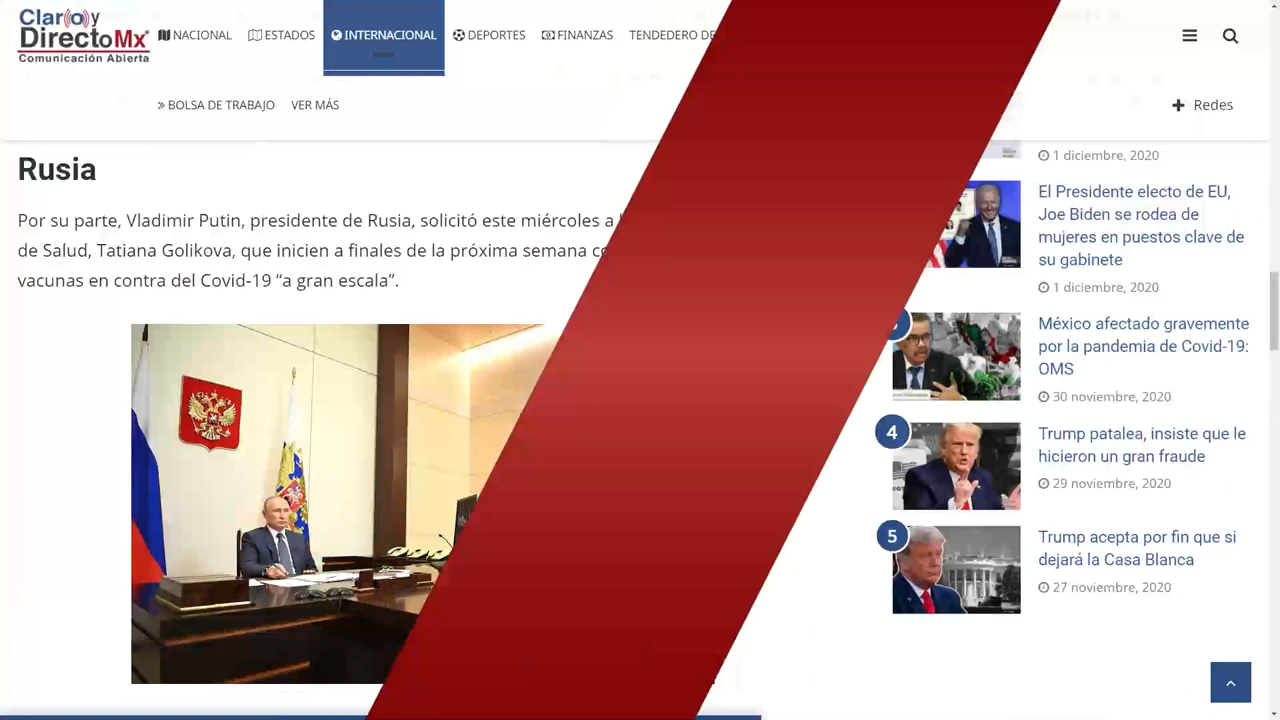 Claro y
DirectoMx
Comunicación Abierta
NACIONAL
ESTADOS
INTERNACIONAL
DEPORTES
FINANZAS
TENDEDERO DE
BOLSA DE TRABAJO
VER MÁS
Redes
Rusia
Por su parte, Vladimir Putin, presidente de Rusia, solicitó este miércoles a
de Salud, Tatiana Golikova, que inicien a finales de la próxima semana
vacunas en contra del Covid-19 “a gran escala”.
1 diciembre, 2020
El Presidente electo de EU,
Joe Biden se rodea de
mujeres en puestos clave de
su gabinete
1 diciembre, 2020
México afectado gravemente
por la pandemia de Covid-19:
OMS
30 noviembre, 2020
4
Trump patalea, insiste que le
hicieron un gran fraude
29 noviembre, 2020
5
Trump acepta por fin que si
dejará la Casa Blanca
27 noviembre, 2020